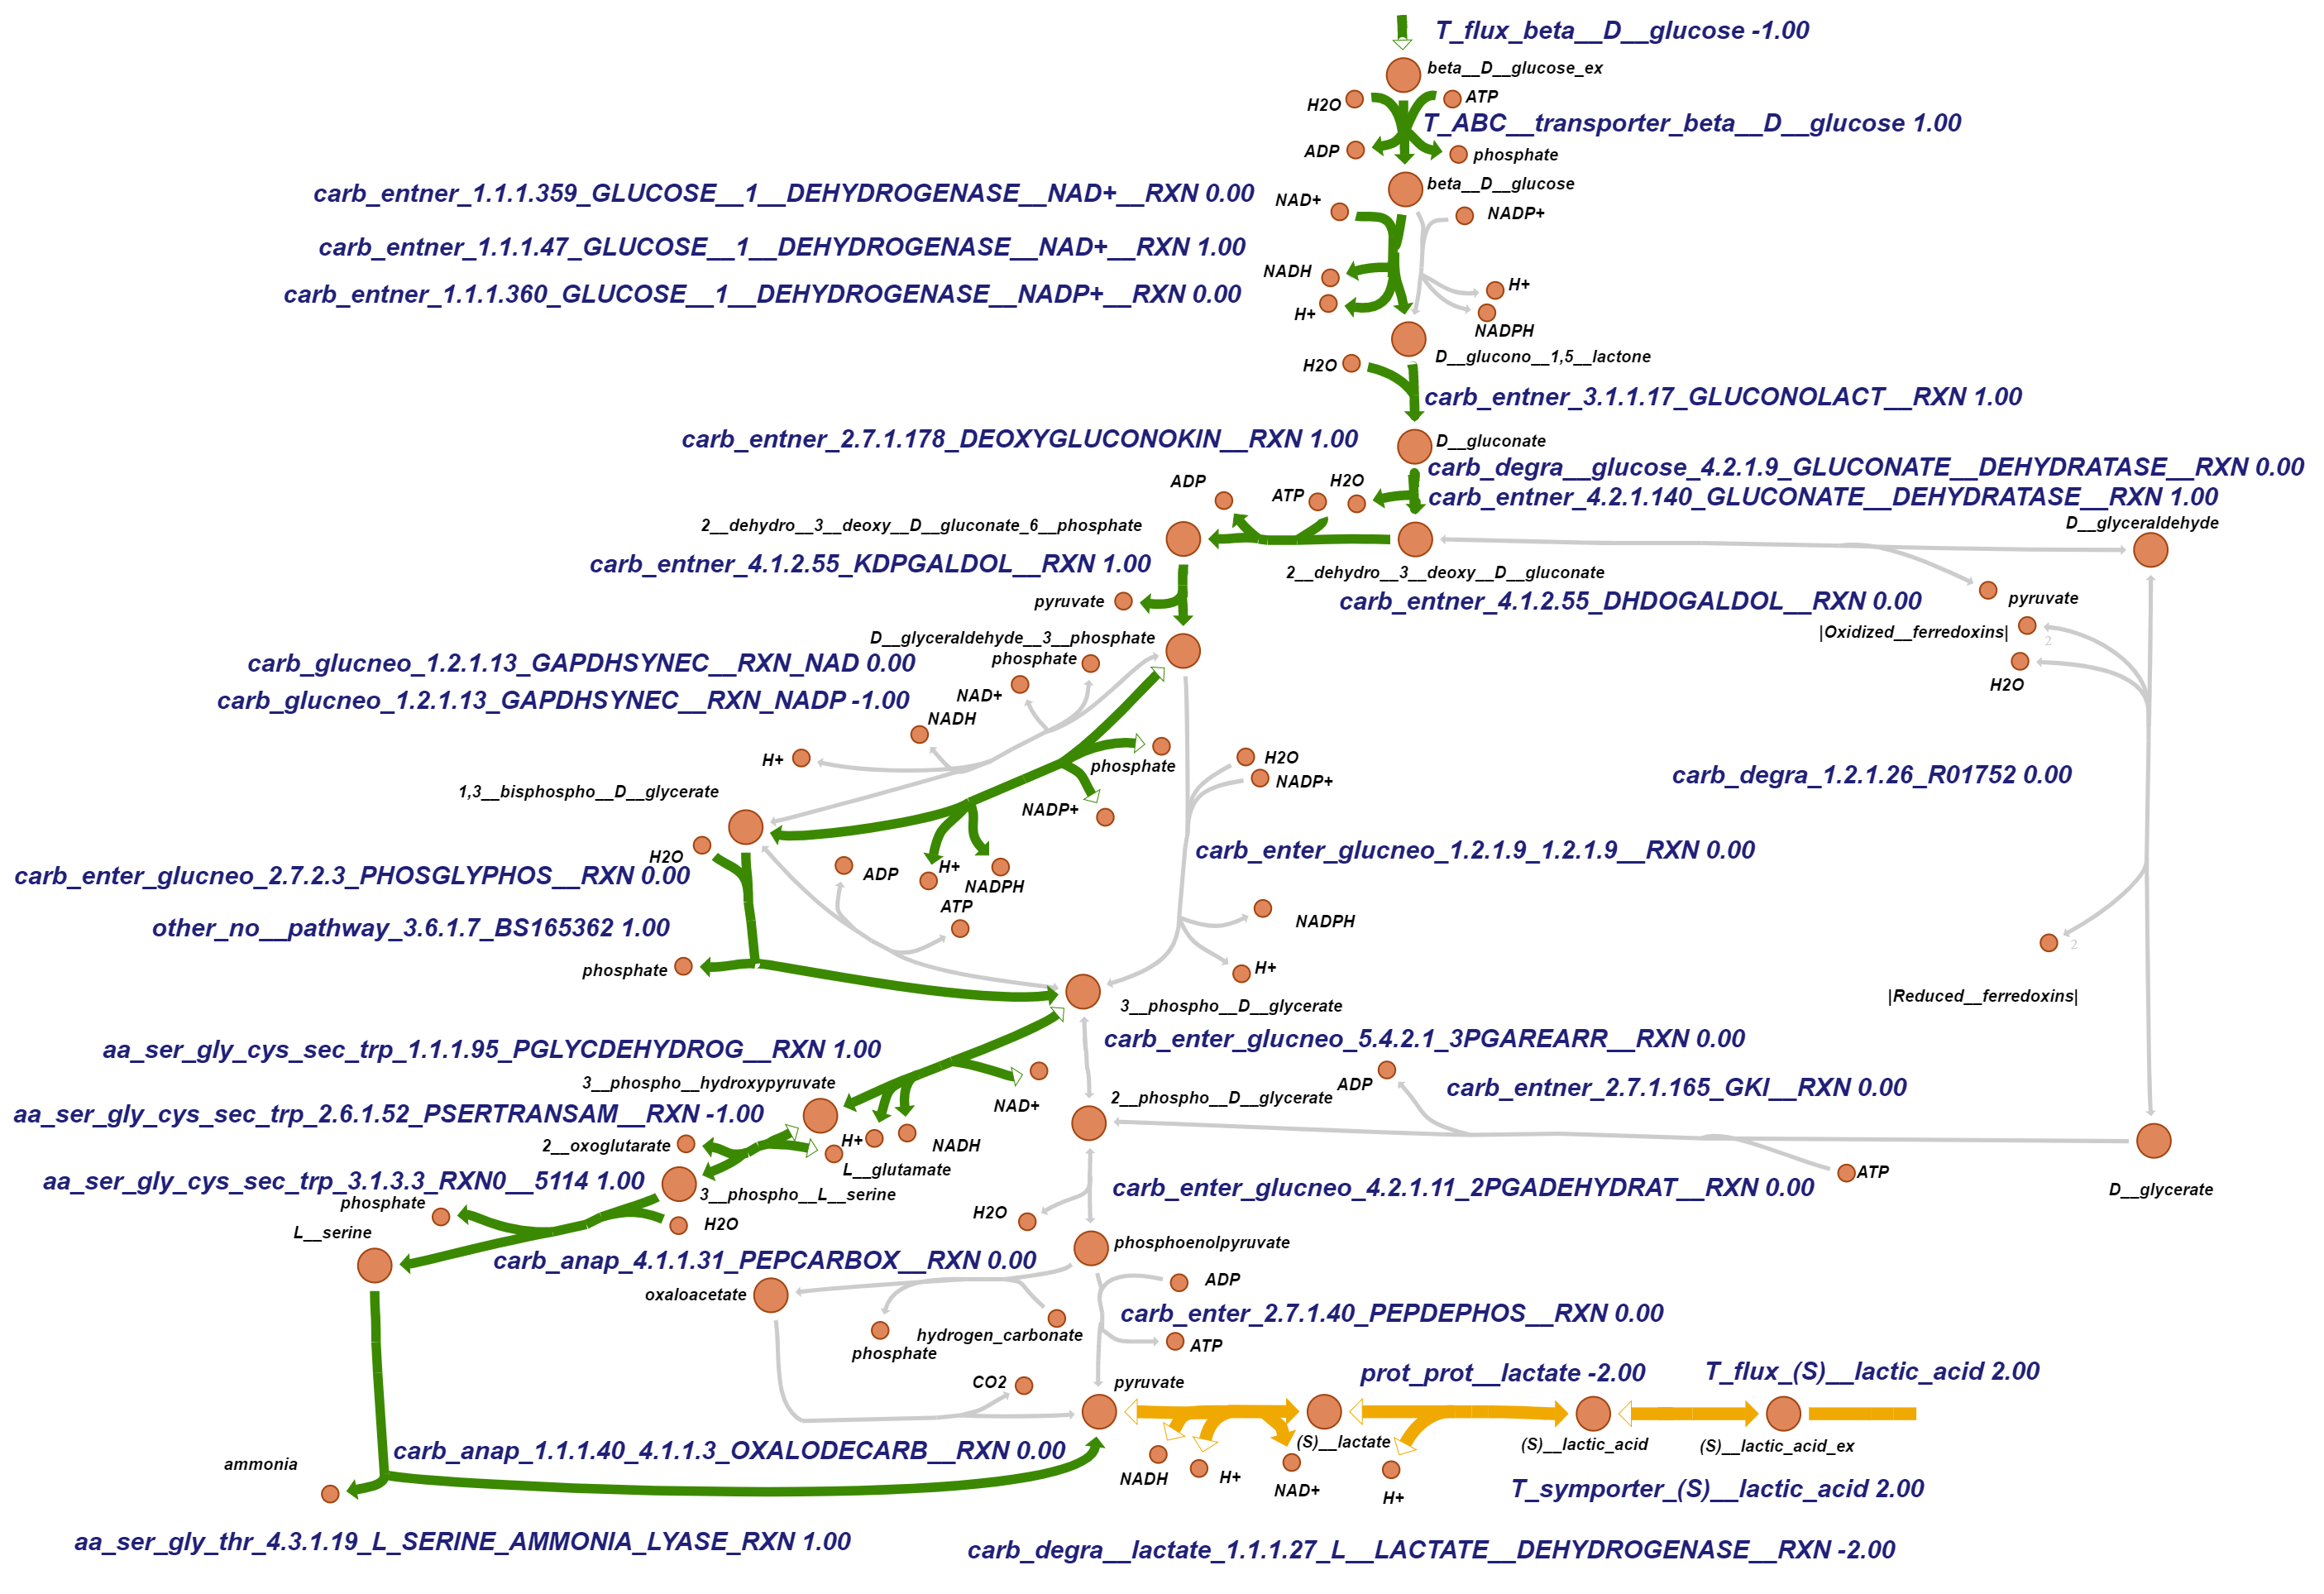 T_flux_beta__D__glucose -1.00
beta__D__glucose_ex
H2O
ATP
T_ABC__transporter_beta__D__glucose 1.00
ADP
phosphate
beta__D__glucose
carb_entner_1.1.1.359_GLUCOSE__1__DEHYDROGENASE__NAD+__RXN 0.00
NAD+
NADP+
carb_entner_1.1.1.47_GLUCOSE__1__DEHYDROGENASE__NAD+__RXN 1.00
NADH
H+
carb_entner_1.1.1.360_GLUCOSE__1__DEHYDROGENASE__NADP+__RXN 0.00
H+
NADPH
D__glucono__1,5__lactone
H2O
carb_entner_3.1.1.17_GLUCONOLACT__RXN 1.00
carb_entner_2.7.1.178_DEOXYGLUCONOKIN__RXN 1.00
D__gluconate
carb_degra__glucose_4.2.1.9_GLUCONATE__DEHYDRATASE__RXN 0.00
ADP
ATP
H2O
carb_entner_4.2.1.140_GLUCONATE__DEHYDRATASE__RXN 1.00
2__dehydro__3__deoxy__D__gluconate_6__phosphate
D__glyceraldehyde
carb_entner_4.1.2.55_KDPGALDOL__RXN 1.00
2__dehydro__3__deoxy__D__gluconate
pyruvate
carb_entner_4.1.2.55_DHDOGALDOL__RXN 0.00
pyruvate
D__glyceraldehyde__3__phosphate
|Oxidized__ferredoxins|
2
carb_glucneo_1.2.1.13_GAPDHSYNEC__RXN_NAD 0.00
phosphate
NAD+
H2O
carb_glucneo_1.2.1.13_GAPDHSYNEC__RXN_NADP -1.00
NADH
H+
phosphate
H2O
NADP+
carb_degra_1.2.1.26_R01752 0.00
1,3__bisphospho__D__glycerate
NADP+
H2O
carb_enter_glucneo_1.2.1.9_1.2.1.9__RXN 0.00
carb_enter_glucneo_2.7.2.3_PHOSGLYPHOS__RXN 0.00
ADP
H+
NADPH
ATP
other_no__pathway_3.6.1.7_BS165362 1.00
NADPH
2
phosphate
H+
3__phospho__D__glycerate
|Reduced__ferredoxins|
aa_ser_gly_cys_sec_trp_1.1.1.95_PGLYCDEHYDROG__RXN 1.00
carb_enter_glucneo_5.4.2.1_3PGAREARR__RXN 0.00
3__phospho__hydroxypyruvate
ADP
carb_entner_2.7.1.165_GKI__RXN 0.00
NAD+
2__phospho__D__glycerate
aa_ser_gly_cys_sec_trp_2.6.1.52_PSERTRANSAM__RXN -1.00
2__oxoglutarate
H+
NADH
L__glutamate
ATP
aa_ser_gly_cys_sec_trp_3.1.3.3_RXN0__5114 1.00
3__phospho__L__serine
carb_enter_glucneo_4.2.1.11_2PGADEHYDRAT__RXN 0.00
D__glycerate
phosphate
H2O
H2O
L__serine
phosphoenolpyruvate
carb_anap_4.1.1.31_PEPCARBOX__RXN 0.00
ADP
oxaloacetate
carb_enter_2.7.1.40_PEPDEPHOS__RXN 0.00
hydrogen_carbonate
phosphate
ATP
CO2
pyruvate
prot_prot__lactate -2.00
T_flux_(S)__lactic_acid 2.00
carb_anap_1.1.1.40_4.1.1.3_OXALODECARB__RXN 0.00
(S)__lactate
(S)__lactic_acid
(S)__lactic_acid_ex
ammonia
NADH
H+
NAD+
H+
T_symporter_(S)__lactic_acid 2.00
aa_ser_gly_thr_4.3.1.19_L_SERINE_AMMONIA_LYASE_RXN 1.00
carb_degra__lactate_1.1.1.27_L__LACTATE__DEHYDROGENASE__RXN -2.00